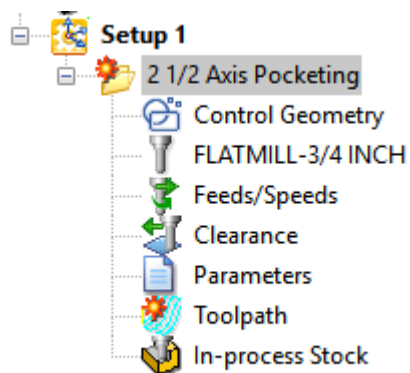 Setup 1
2 1/2 Axis Pocketing
Control Geometry
FLATMILL-3/4 INCH
Feeds/Speeds
Clearance
Parameters
Toolpath
In-process Stock